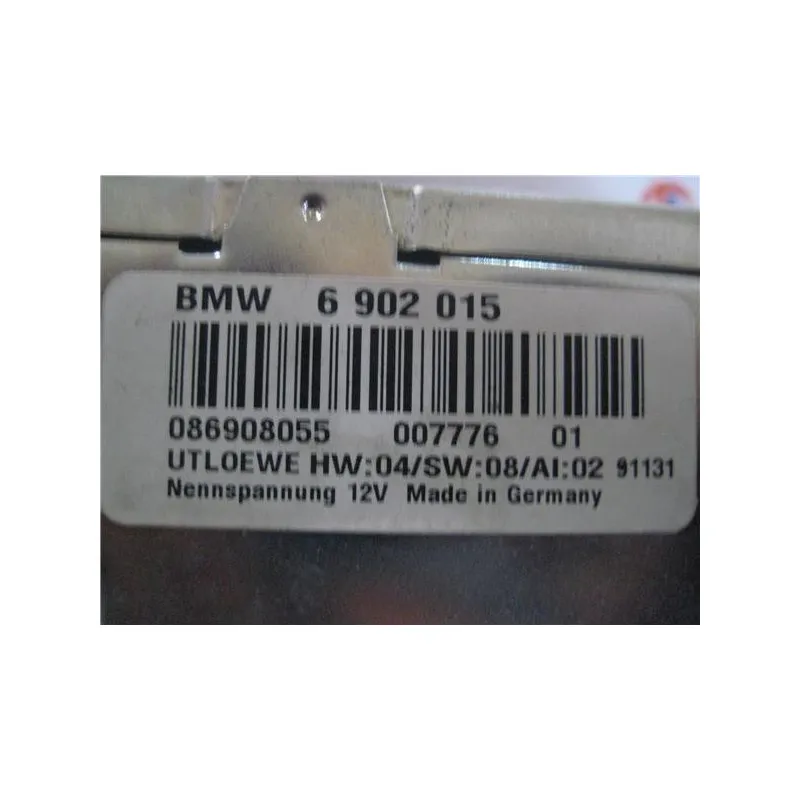 BMW 6 902 015
086908055 007776 01
UTLOEWE HW:04/SW:08/AI:02 91131
Nennspannung 12V Made in Germany